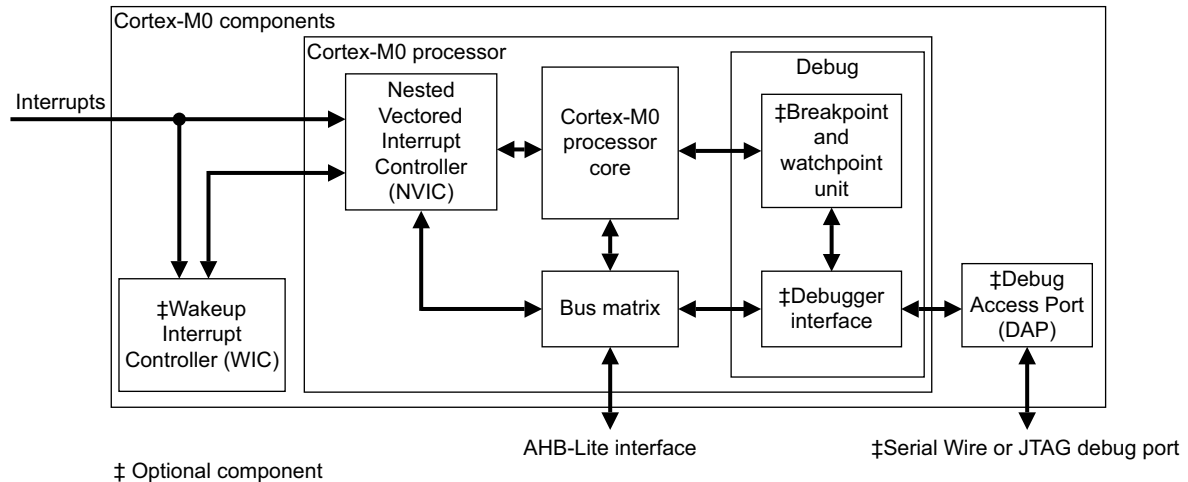 Cortex-M0 components
Cortex-M0 processor
Interrupts
Nested
Vectored
Interrupt
Controller
(NVIC)
Cortex-M0
processor
core
Debug
‡Breakpoint
and
watchpoint
unit
‡Wakeup
Interrupt
Controller (WIC)
Bus matrix
‡Debugger
interface
‡Debug
Access Port
(DAP)
AHB-Lite interface
‡Serial Wire or JTAG debug port
‡ Optional component